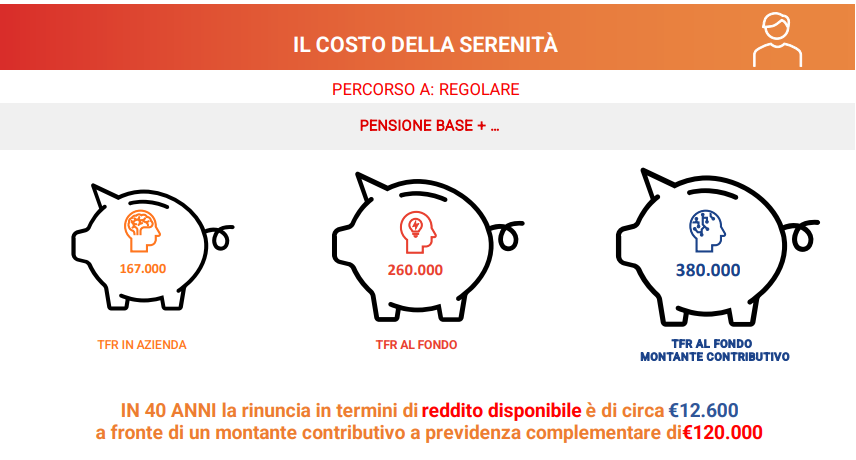 IL COSTO DELLA SERENITÀ
PERCORSO A: REGOLARE
PENSIONE BASE + ...
167.000
260.000
380.000
TFR IN AZIENDA
TFR AL FONDO
TFR AL FONDO
MONTANTE CONTRIBUTIVO
IN 40 ANNI la rinuncia in termini di reddito disponibile è di circa €12.600
a fronte di un montante contributivo a previdenza complementare di€120.000